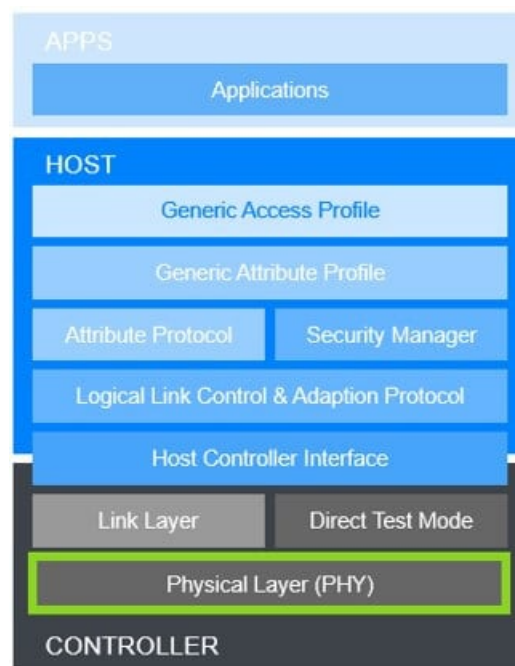 APPS
Applications
HOST
Generic Access Profile
Generic Attribute Profile
Attribute Protocol
Security Manager
Logical Link Control & Adaption Protocol
Host Controller Interface
Link Layer
Direct Test Mode
Physical Layer (PHY)
CONTROLLER